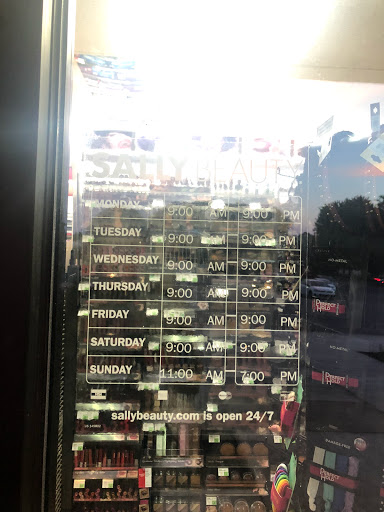 SALLY BEAUTY
MONDAY 9:00 AM - 9:00 PM
TUESDAY 9:00 AM - 9:00 PM
WEDNESDAY 9:00 AM - 9:00 PM
THURSDAY 9:00 AM - 9:00 PM
FRIDAY 9:00 AM - 9:00 PM
SATURDAY 9:00 AM - 9:00 PM
SUNDAY 11:00 AM - 7:00 PM
sallybeauty.com is open 24/7